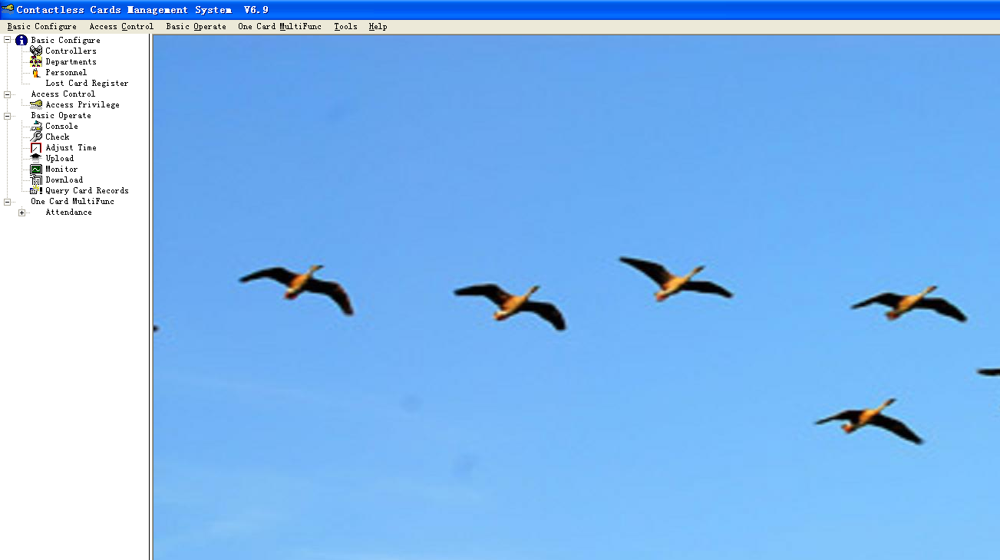 Contactless Cards Management System V6.9
Basic Configure Access Control Basic Operate One Card MultiFunc Tools Help
Basic Configure
Controllers
Departments
Personnel
Lost Card Register
Access Control
Access Privilege
Basic Operate
Console
Check
Adjust Time
Upload
Monitor
Download
Query Card Records
One Card MultiFunc
Attendance